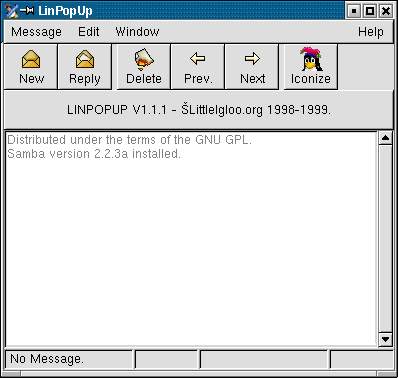 LinPopUp
Message Edit Window Help
New Reply Delete Prev. Next Iconize
LINPOPUP V1.1.1 - ŠLittleIgloo.org 1998-1999.
Distributed under the terms of the GNU GPL.
Samba version 2.2.3a installed.
No Message.